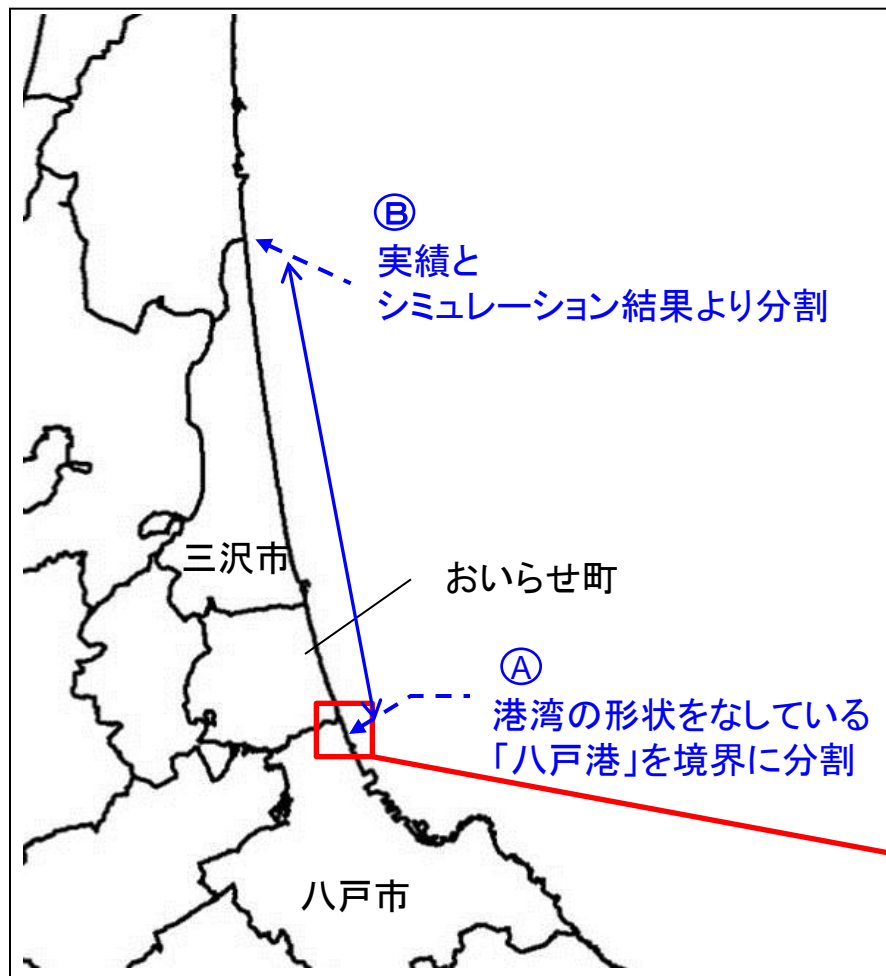 Ⓑ
実績と
シミュレーション結果より分割
三沢市
おいらせ町
Ⓐ
港湾の形状をなしている
「八戸港」を境界に分割
八戸市